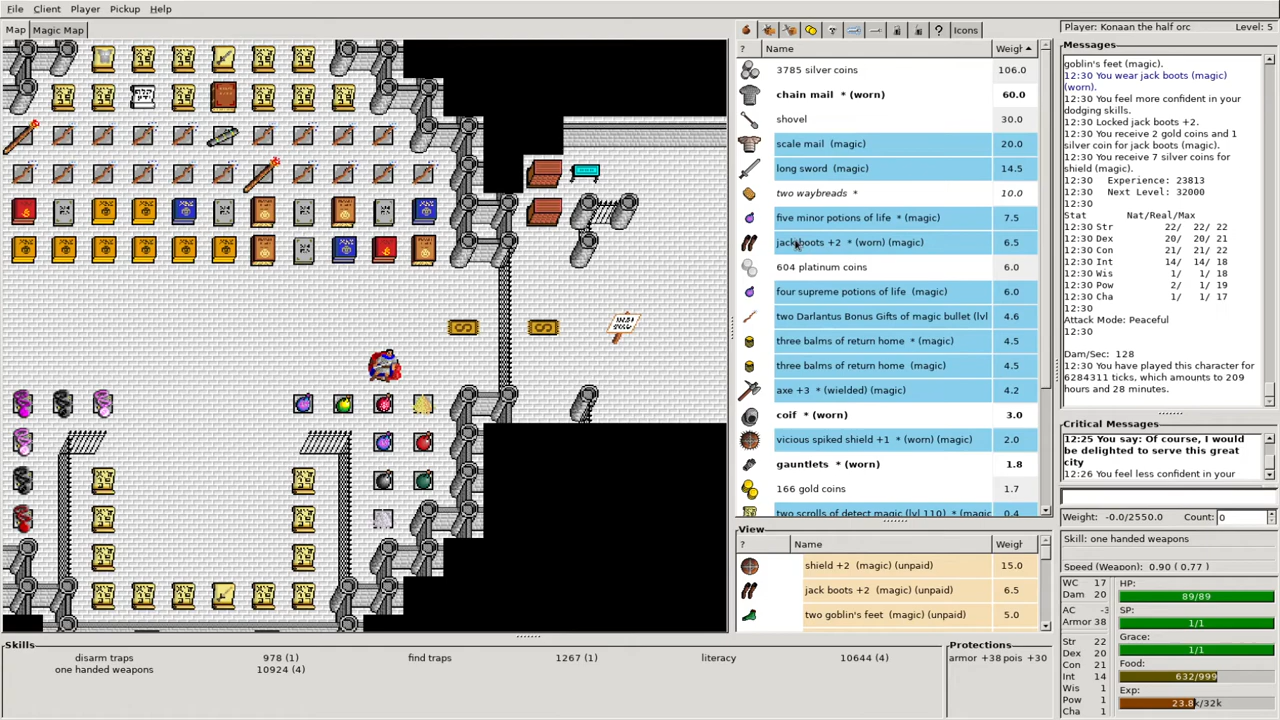 File Client Player Pickup Help
Map Magic Map
Icons
? Name Weigh
3785 silver coins 106.0
chain mail * (worn) 60.0
shovel 30.0
scale mail (magic) 20.0
long sword (magic) 14.5
two waybreads * 10.0
five minor potions of life * (magic) 7.5
jack boots +2 * (worn) (magic) 6.5
604 platinum coins 6.0
four supreme potions of life (magic) 6.0
two Darlantus Bonus Gifts of magic bullet (lvl 4.6
three balms of return home * (magic) 4.5
three balms of return home (magic) 4.5
axe +3 * (wielded) (magic) 4.2
coif * (worn) 3.0
vicious spiked shield +1 * (worn) (magic) 2.0
gauntlets * (worn) 1.8
166 gold coins 1.7
two scrolls of detect magic (lvl 110) * (magic 0.4
View
? Name Weigh
shield +2 (magic) (unpaid) 15.0
jack boots +2 (magic) (unpaid) 6.5
two goblin's feet (magic) (unpaid) 5.0
Player: Konaan the half orc Level: 5
Messages
goblin's feet (magic).
12:30 You wear jack boots (magic)
(worn).
12:30 You feel more confident in your
dodging skills.
12:30 Locked jack boots +2.
12:30 You receive 2 gold coins and 1
silver coin for jack boots (magic).
12:30 You receive 7 silver coins for
shield (magic).
12:30 Experience: 23813
12:30 Next Level: 32000
12:30
Stat Nat/Real/Max
12:30 Str 22/ 22/ 22
12:30 Dex 20/ 20/ 21
12:30 Con 21/ 21/ 22
12:30 Int 14/ 14/ 18
12:30 Wis 1/ 1/ 18
12:30 Pow 2/ 1/ 19
12:30 Cha 1/ 1/ 17
12:30
Attack Mode: Peaceful
12:30
Dam/Sec: 128
12:30 You have played this character for
6284311 ticks, which amounts to 209
hours and 28 minutes.
Critical Messages
12:25 You say: Of course, I would
be delighted to serve this great
city
12:26 You feel less confident in your
Weight: -0.0/2550.0 Count: 0
Skill: one handed weapons
Speed (Weapon): 0.90 ( 0.77 )
WC 17
Dam 20
AC -3
Armor 38
Str 22
Dex 20
Con 21
Int 14
Wis 1
Pow 1
Cha 1
HP:
89/89
SP:
1/1
Grace:
1/1
Food:
632/999
Exp:
23.8k/32k
Skills
disarm traps 978 (1) find traps 1267 (1) literacy 10644 (4)
one handed weapons 10924 (4)
Protections
armor +38 pois +30